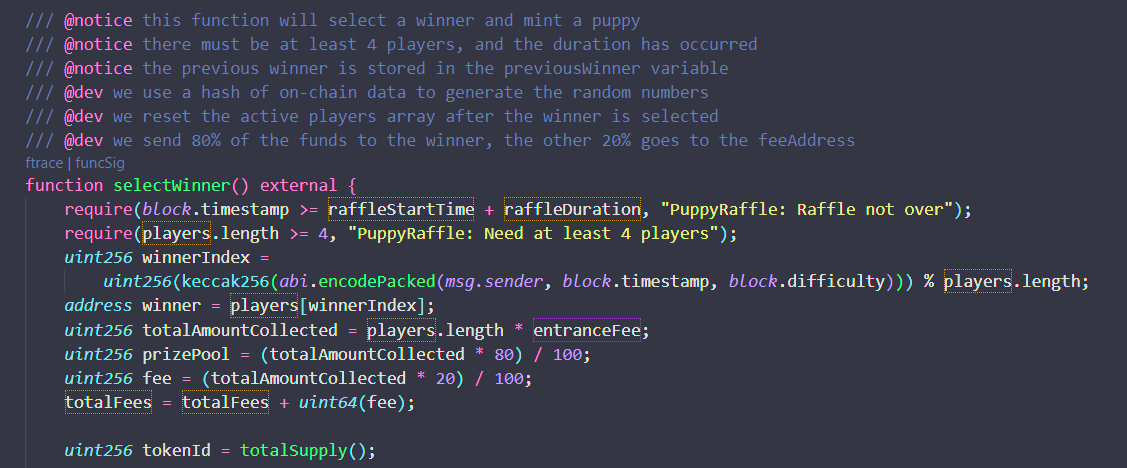 /// @notice this function will select a winner and mint a puppy
/// @notice there must be at least 4 players, and the duration has occurred
/// @notice the previous winner is stored in the previousWinner variable
/// @dev we use a hash of on-chain data to generate the random numbers
/// @dev we reset the active players array after the winner is selected
/// @dev we send 80% of the funds to the winner, the other 20% goes to the feeAddress
ftrace | funcSig
function selectWinner() external {
require(block.timestamp >= raffleStartTime + raffleDuration, "PuppyRaffle: Raffle not over");
require(players.length >= 4, "PuppyRaffle: Need at least 4 players");
uint256 winnerIndex =
uint256(keccak256(abi.encodePacked(msg.sender, block.timestamp, block.difficulty))) % players.length;
address winner = players[winnerIndex];
uint256 totalAmountCollected = players.length * entranceFee;
uint256 prizePool = (totalAmountCollected * 80) / 100;
uint256 fee = (totalAmountCollected * 20) / 100;
totalFees = totalFees + uint64(fee);
uint256 tokenId = totalSupply();